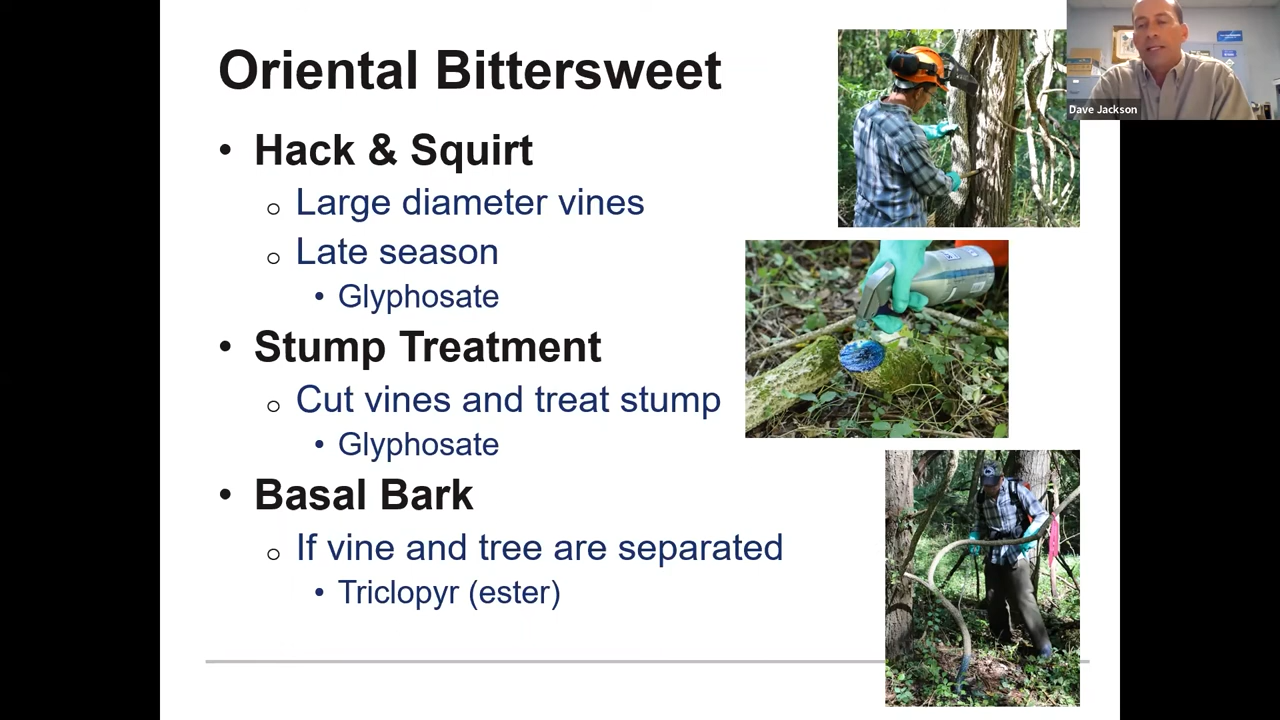 Oriental Bittersweet
• Hack & Squirt
o Large diameter vines
o Late season
• Glyphosate
• Stump Treatment
o Cut vines and treat stump
• Glyphosate
• Basal Bark
o If vine and tree are separated
• Triclopyr (ester)
Dave Jackson